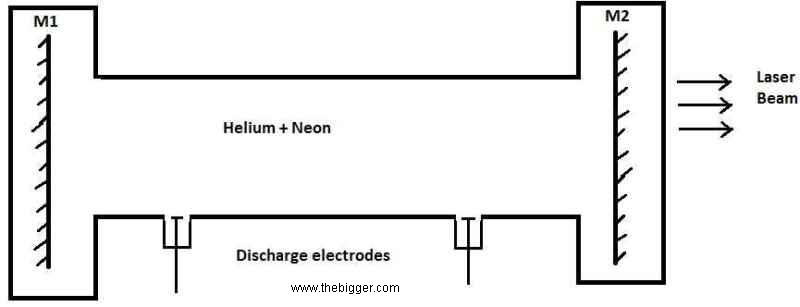 M1
M2
Laser
Beam
Helium + Neon
Discharge electrodes
www.thebigger.com